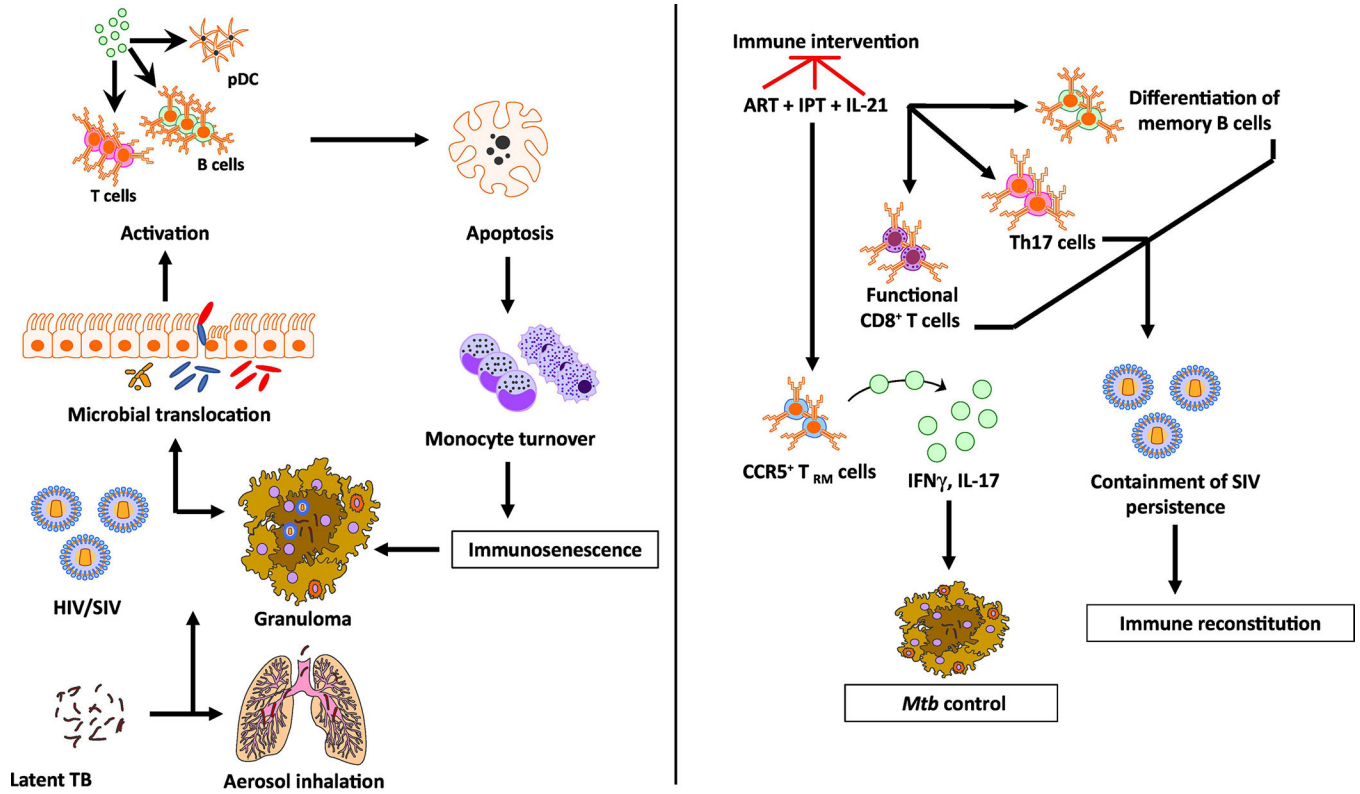 pDC
B cells
T cells
Activation
Apoptosis
Microbial translocation
Monocyte turnover
HIV/SIV
Granuloma
Immunosenescence
Latent TB
Aerosol inhalation
Immune intervention
ART + IPT + IL-21
Differentiation of
memory B cells
Th17 cells
Functional
CD8⁺ T cells
CCR5⁺ T RM cells
IFNγ, IL-17
Containment of SIV
persistence
Mtb control
Immune reconstitution